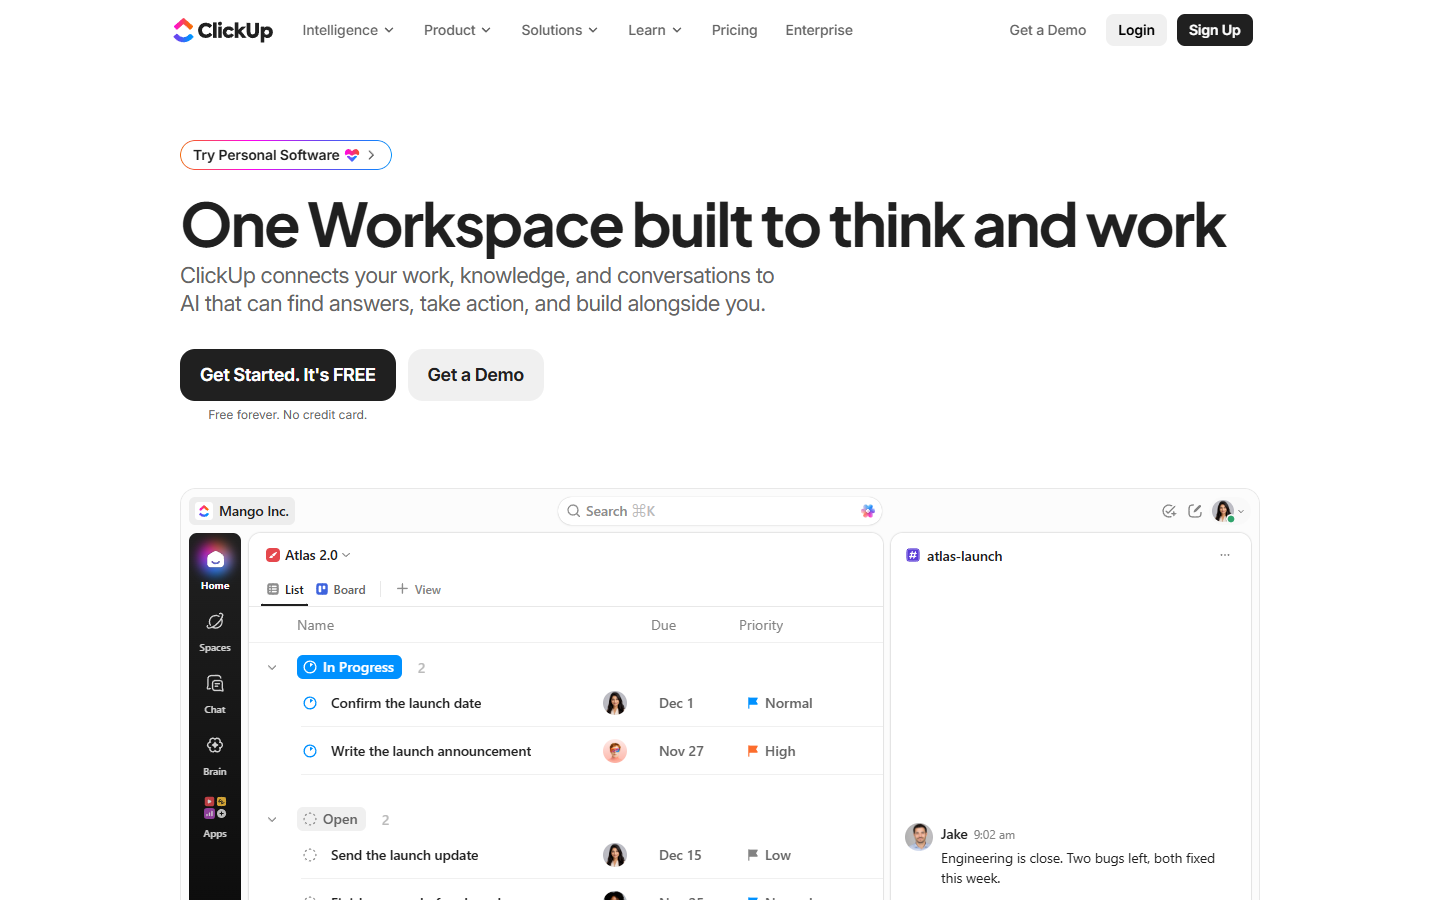 ClickUp
Intelligence
Product
Solutions
Learn
Pricing
Enterprise
Get a Demo
Login
Sign Up
Try Personal Software
One Workspace built to think and work
ClickUp connects your work, knowledge, and conversations to
AI that can find answers, take action, and build alongside you.
Get Started. It's FREE
Get a Demo
Free forever. No credit card.
Mango Inc.
Search ⌘K
Home
Spaces
Chat
Brain
Apps
Atlas 2.0
List
Board
View
Name Due Priority
In Progress 2
Confirm the launch date Dec 1 Normal
Write the launch announcement Nov 27 High
Open 2
Send the launch update Dec 15 Low
atlas-launch
Jake 9:02 am
Engineering is close. Two bugs left, both fixed
this week.